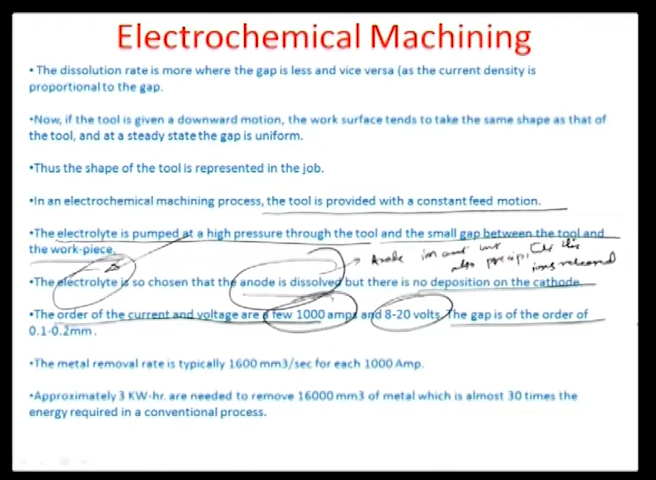 Electrochemical Machining
•The dissolution rate is more where the gap is less and vice versa (as the current density is
proportional to the gap.
•Now, if the tool is given a downward motion, the work surface tends to take the same shape as that of
the tool, and at a steady state the gap is uniform.
•Thus the shape of the tool is represented in the job.
•In an electrochemical machining process, the tool is provided with a constant feed motion.
•The electrolyte is pumped at a high pressure through the tool and the small gap between the tool and
the work-piece.
Anode ion
also precipi
ions released
•The electrolyte is so chosen that the anode is dissolved but there is no deposition on the cathode.
•The order of the current and voltage are a few 1000 amps and 8-20 volts. The gap is of the order of
0.1-0.2mm.
•The metal removal rate is typically 1600 mm3/sec for each 1000 Amp.
•Approximately 3 KW-hr. are needed to remove 16000 mm3 of metal which is almost 30 times the
energy required in a conventional process.